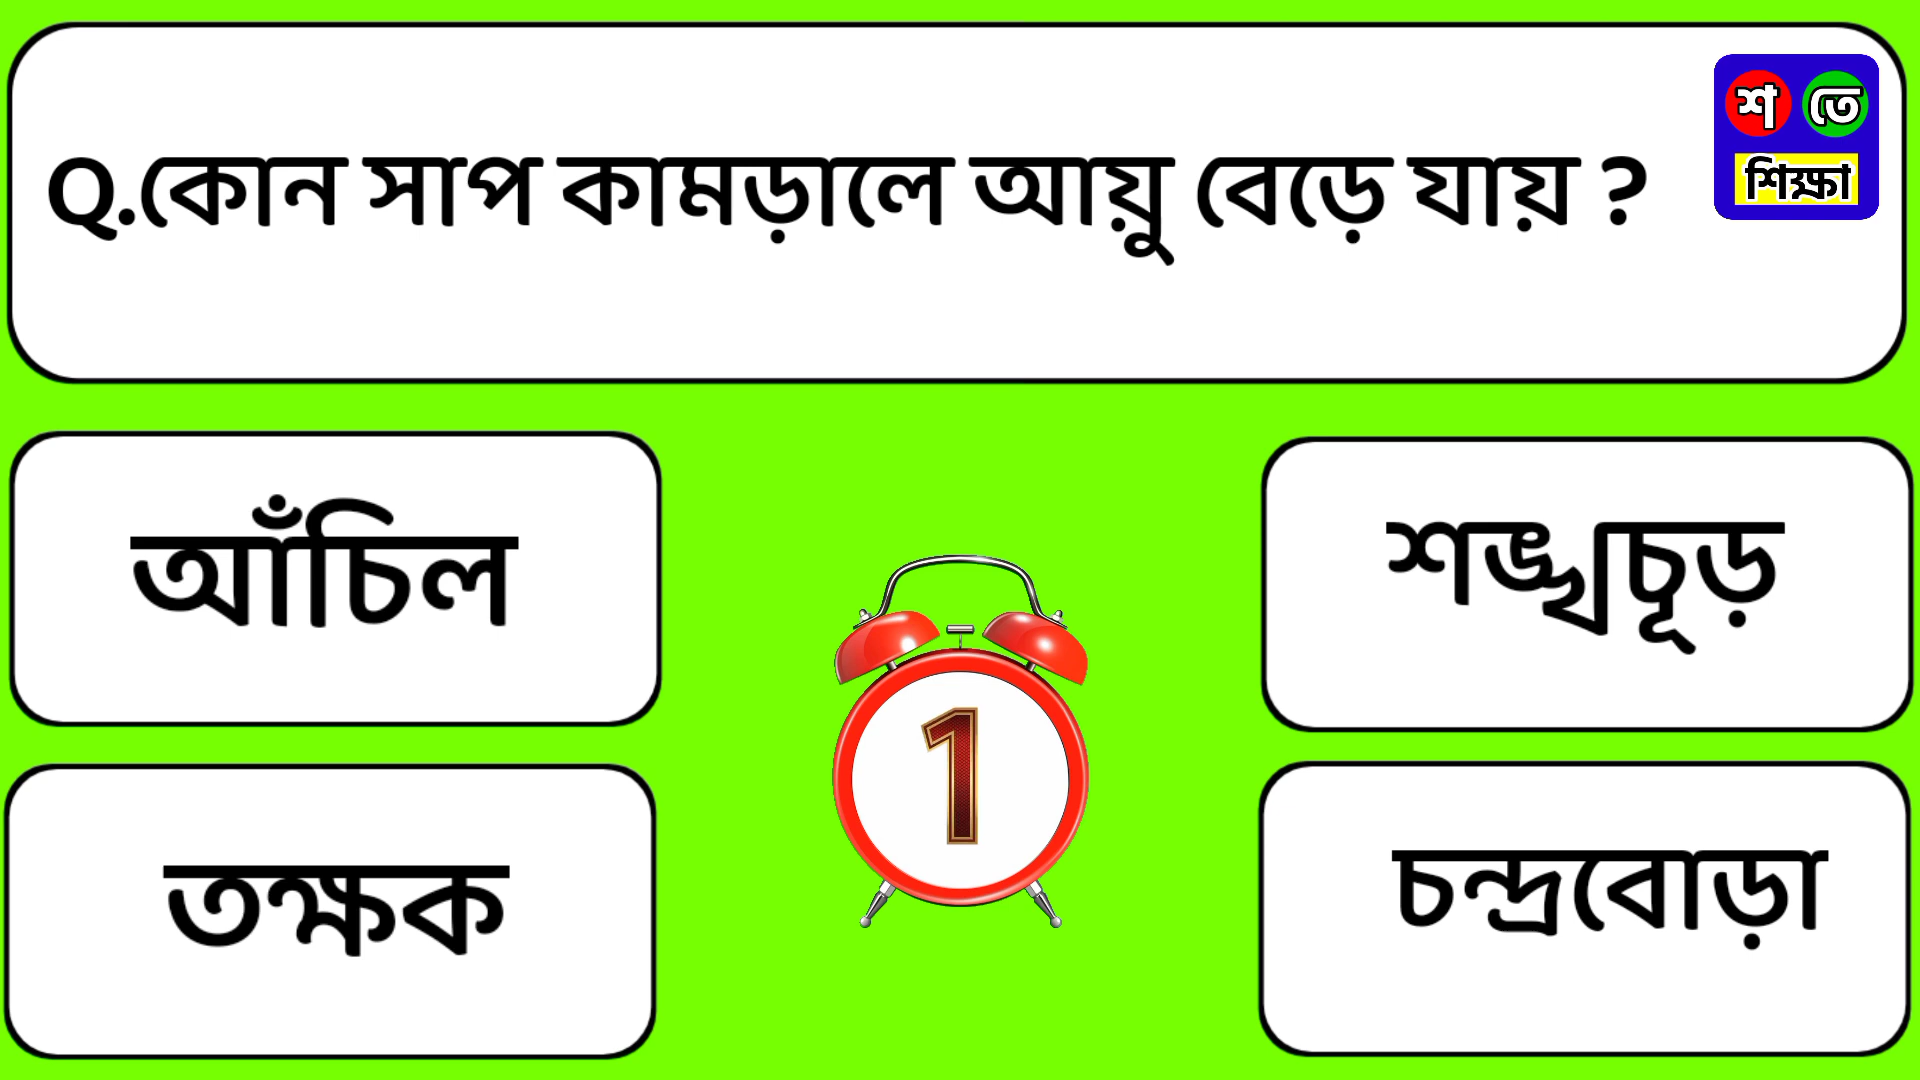 Q.কোন সাপ কামড়ালে আয়ু বেড়ে যায় ?
শ তে
শিক্ষা
আঁচিল
শঙ্খচূড়
1
তক্ষক
চন্দ্রবোড়া